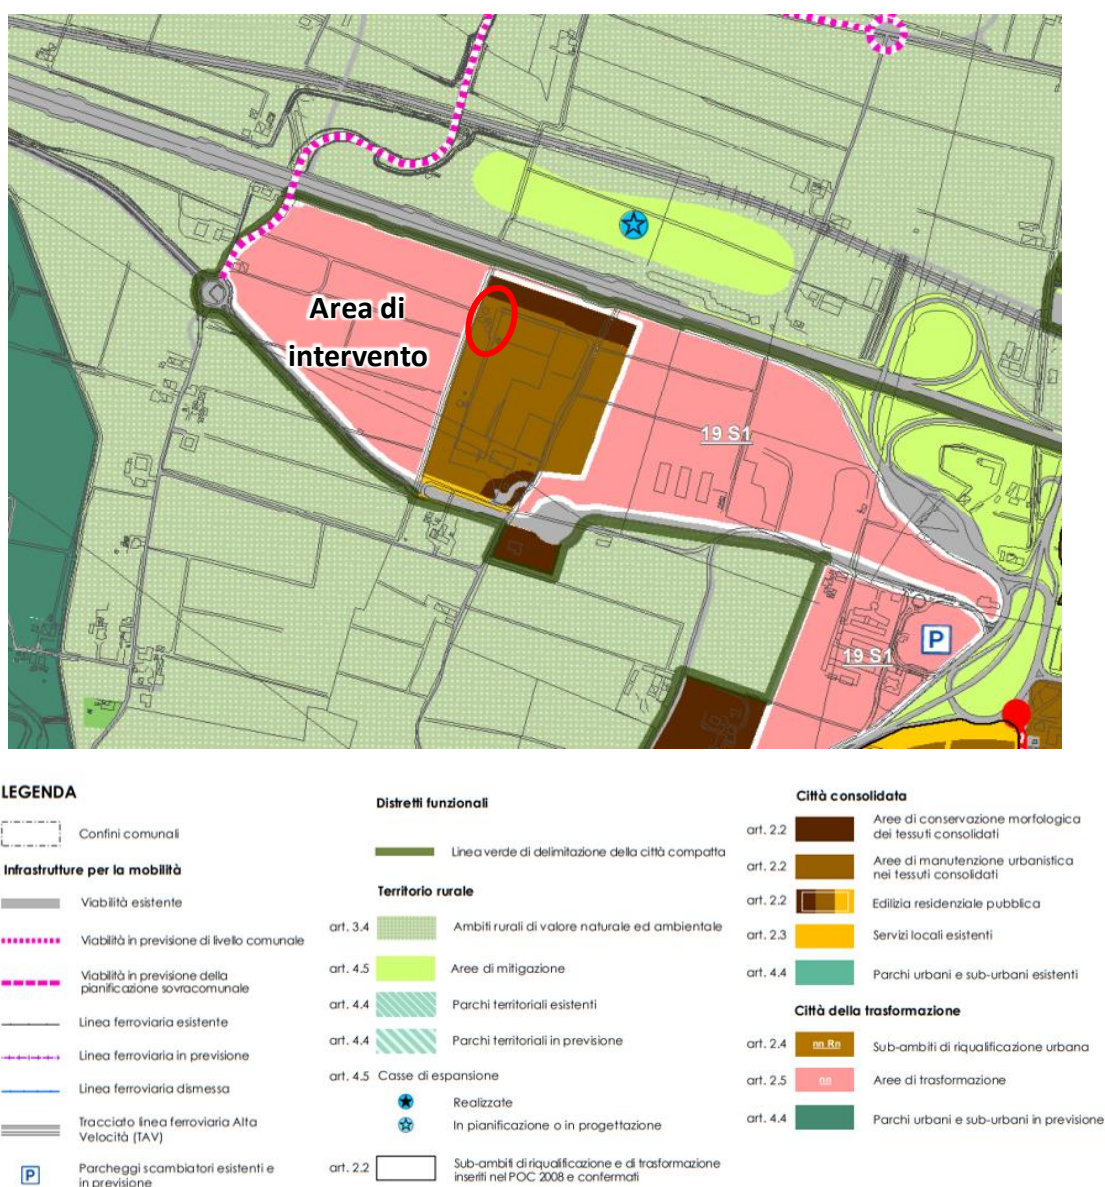 Area di
intervento
19 S1
19 S1
P
LEGENDA
Confini comunali
Infrastrutture per la mobilità
Viabilità esistente
Viabilità in previsione di livello comunale
Viabilità in previsione della
pianificazione sovracomunale
Linea ferroviaria esistente
Linea ferroviaria in previsione
Linea ferroviaria dismessa
Tracciato linea ferroviaria Alta
Velocità (TAV)
P
Parcheggi scambiatori esistenti e
in previsione
Distretti funzionali
Linea verde di delimitazione della città compatta
Territorio rurale
art. 3.4 Ambiti rurali di valore naturale ed ambientale
art. 4.5 Aree di mitigazione
art. 4.4 Parchi territoriali esistenti
art. 4.4 Parchi territoriali in previsione
art. 4.5 Casse di espansione
Realizzate
In pianificazione o in progettazione
art. 2.2 Sub-ambiti di riqualificazione e di trasformazione
inseriti nel POC 2008 e confermati
Città consolidata
art. 2.2 Aree di conservazione morfologica
dei tessuti consolidati
art. 2.2 Aree di manutenzione urbanistica
nei tessuti consolidati
art. 2.2 Edilizia residenziale pubblica
art. 2.3 Servizi locali esistenti
art. 4.4 Parchi urbani e sub-urbani esistenti
Città della trasformazione
art. 2.4 nn Rn Sub-ambiti di riqualificazione urbana
art. 2.5 nn Aree di trasformazione
art. 4.4 Parchi urbani e sub-urbani in previsione